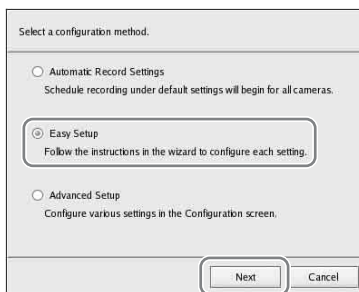 Select a configuration method.
Automatic Record Settings
Schedule recording under default settings will begin for all cameras.
Easy Setup
Follow the instructions in the wizard to configure each setting.
Advanced Setup
Configure various settings in the Configuration screen.
Next Cancel